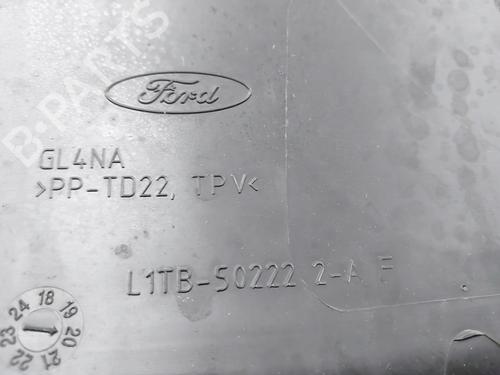 B-PARTS
Ford
GL4NA
>PP-TD22, TPV<
L1TB-50222 2-A F
18 19 20 21 22 23 24